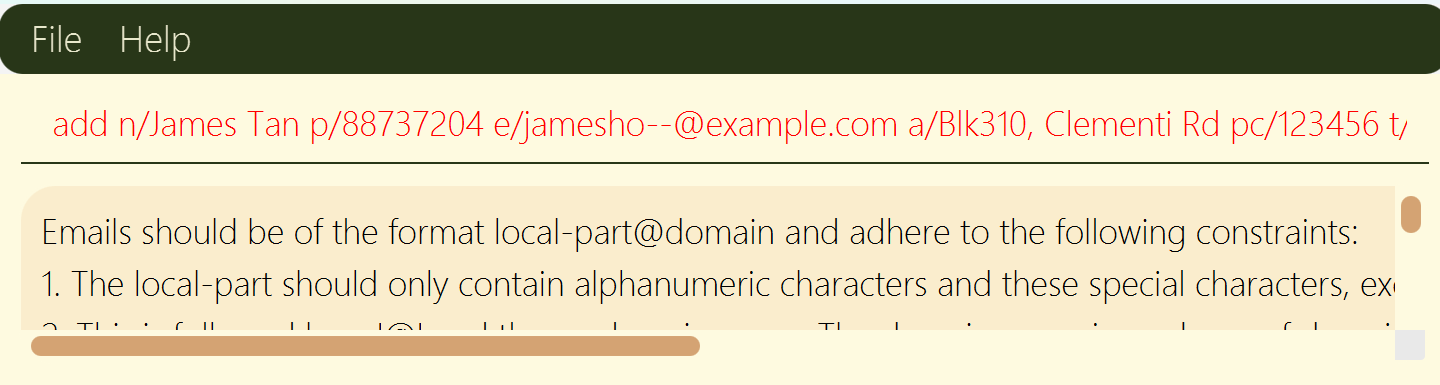 File Help
add n/James Tan p/88737204 e/jamesho--@example.com a/Blk310, Clementi Rd pc/123456 t/
Emails should be of the format local-part@domain and adhere to the following constraints:
1. The local-part should only contain alphanumeric characters and these special characters,